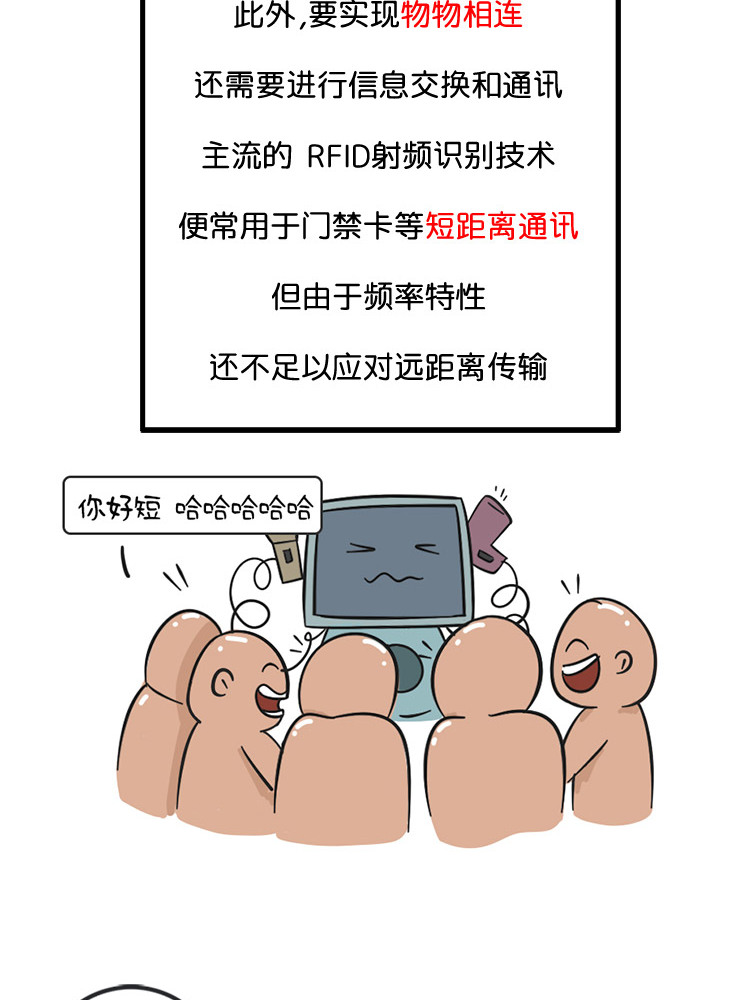 此外,要实现物物相连
还需要进行信息交换和通讯
主流的 RFID射频识别技术
便常用于门禁卡等短距离通讯
但由于频率特性
还不足以应对远距离传输
你好短 哈哈哈哈哈